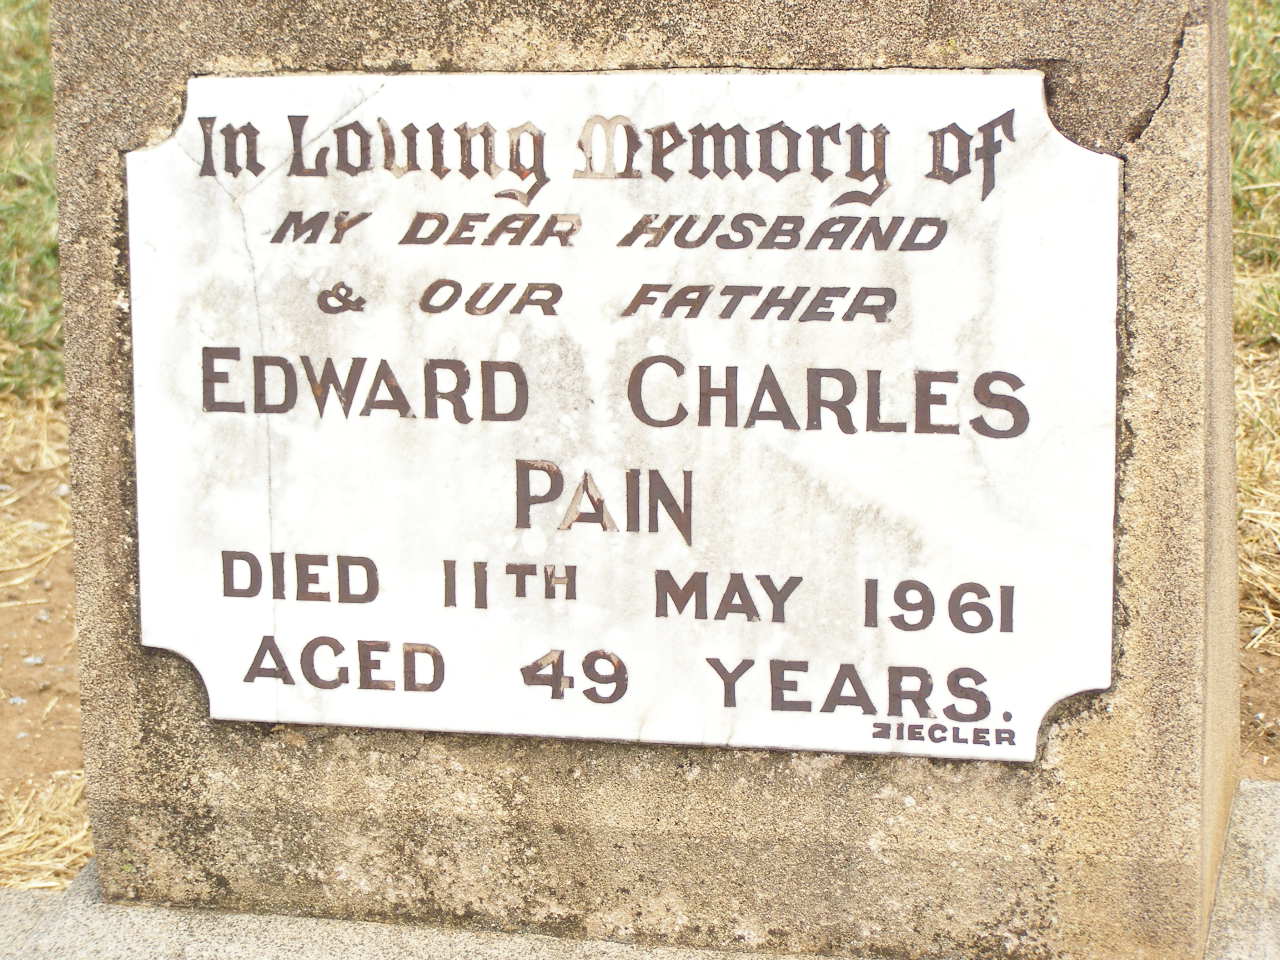 In Loving Memory of
MY DEAR HUSBAND
& OUR FATHER
EDWARD CHARLES
PAIN
DIED 11TH MAY 1961
AGED 49 YEARS.
ZIEGLER